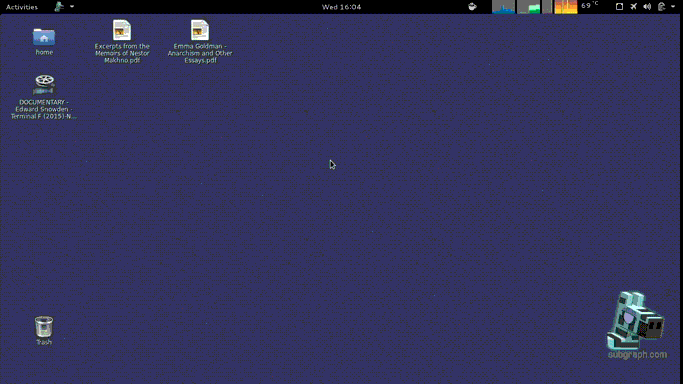 Activities
Wed 16:04
69 °C
home
Excerpts from the
Memoirs of Nestor
Makhno.pdf
Emma Goldman –
Anarchism and Other
Essays.pdf
DOCUMENTARY -
Edward Snowden -
Terminal F (2015)-N...
Trash
subgraph.com